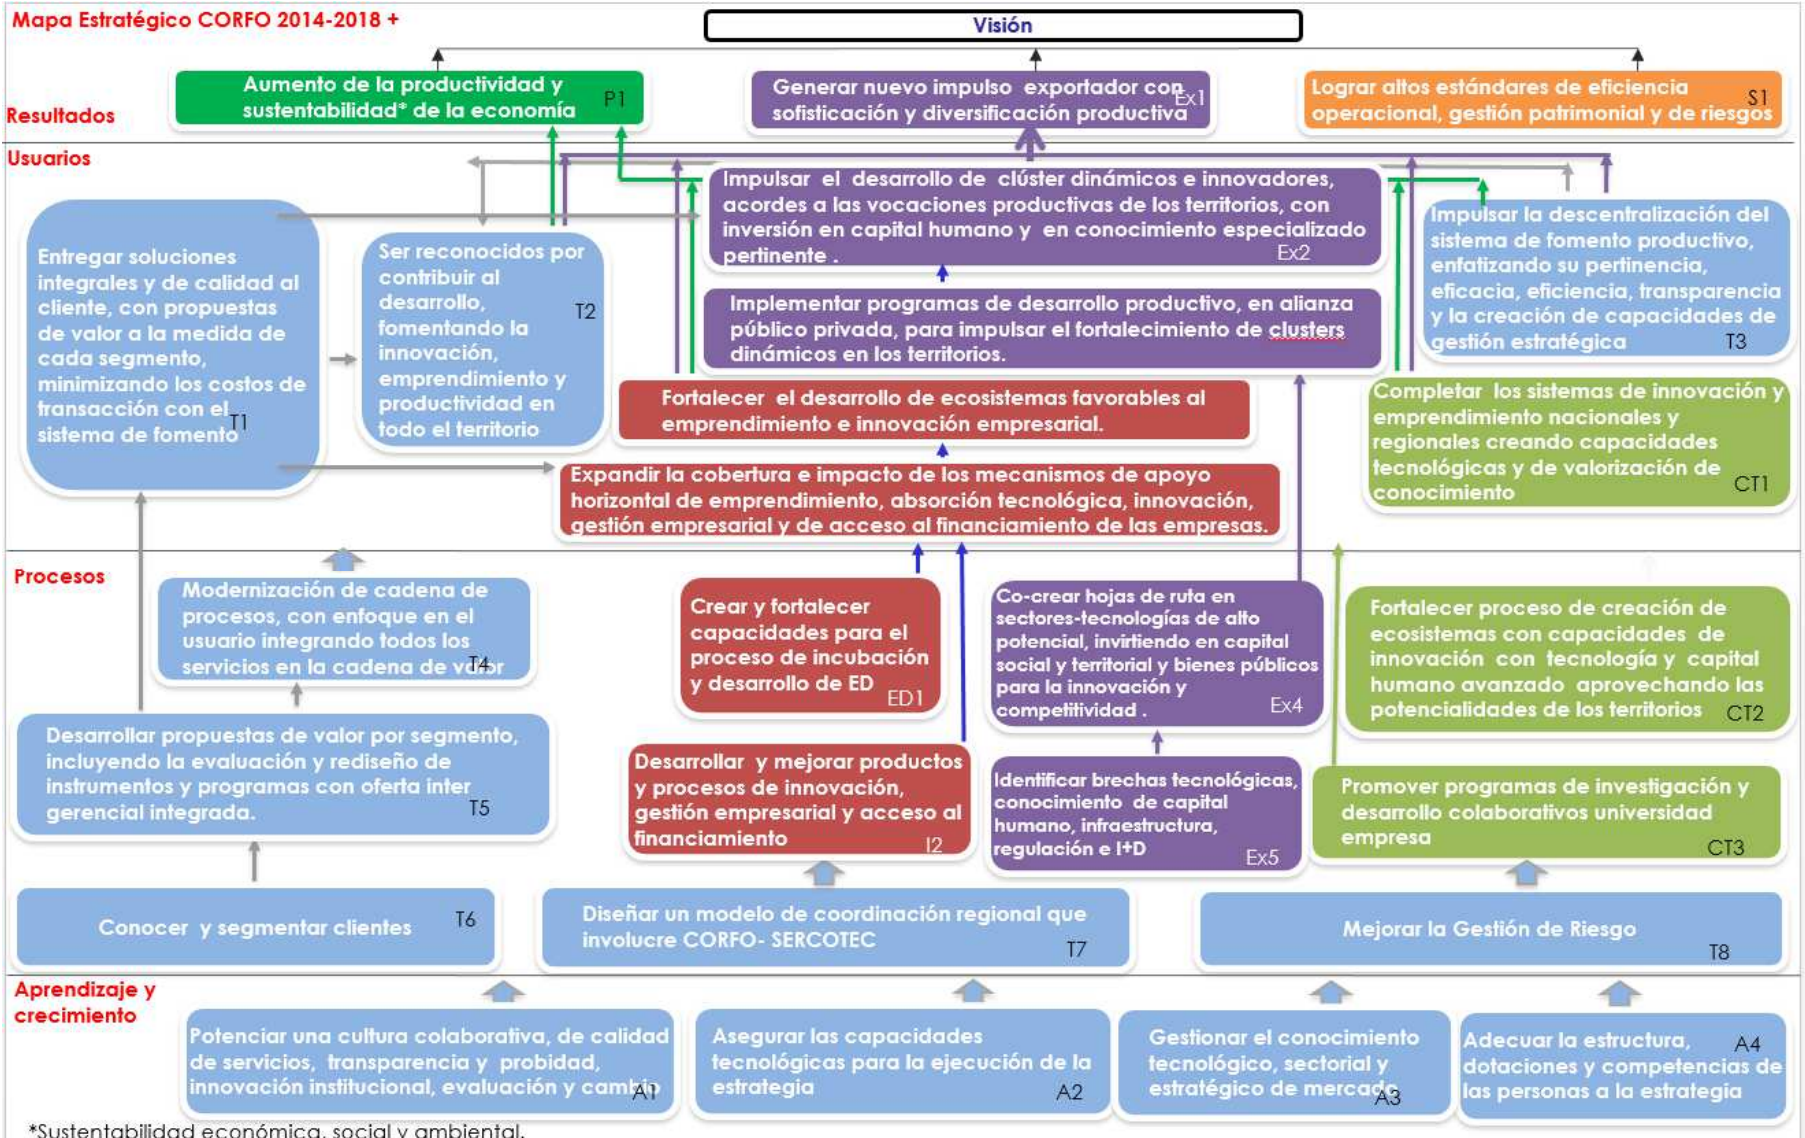 Mapa Estratégico CORFO 2014-2018 +
Visión
Resultados
Aumento de la productividad y
sustentabilidad* de la economía
P1
Generar nuevo impulso exportador con
sofisticación y diversificación productiva
Ex1
Lograr altos estándares de eficiencia
operacional, gestión patrimonial y de riesgos
S1
Usuarios
Entregar soluciones
integrales y de calidad al
cliente, con propuestas
de valor a la medida de
cada segmento,
minimizando los costos de
transacción con el
sistema de fomento
T1
Ser reconocidos por
contribuir al
desarrollo,
fomentando la
innovación,
emprendimiento y
productividad en
todo el territorio
T2
Impulsar el desarrollo de clúster dinámicos e innovadores,
acordes a las vocaciones productivas de los territorios, con
inversión en capital humano y en conocimiento especializado
pertinente .
Ex2
Implementar programas de desarrollo productivo, en alianza
público privada, para impulsar el fortalecimiento de clusters
dinámicos en los territorios.
Fortalecer el desarrollo de ecosistemas favorables al
emprendimiento e innovación empresarial.
Expandir la cobertura e impacto de los mecanismos de apoyo
horizontal de emprendimiento, absorción tecnológica, innovación,
gestión empresarial y de acceso al financiamiento de las empresas.
Impulsar la descentralización del
sistema de fomento productivo,
enfatizando su pertinencia,
eficacia, eficiencia, transparencia
y la creación de capacidades de
gestión estratégica
T3
Completar los sistemas de innovación y
emprendimiento nacionales y
regionales creando capacidades
tecnológicas y de valorización de
conocimiento
CT1
Procesos
Modernización de cadena de
procesos, con enfoque en el
usuario integrando todos los
servicios en la cadena de valor
T4
Desarrollar propuestas de valor por segmento,
incluyendo la evaluación y rediseño de
instrumentos y programas con oferta inter
gerencial integrada.
T5
Conocer y segmentar clientes
T6
Crear y fortalecer
capacidades para el
proceso de incubación
y desarrollo de ED
ED1
Desarrollar y mejorar productos
y procesos de innovación,
gestión empresarial y acceso al
financiamiento
I2
Co-crear hojas de ruta en
sectores-tecnologías de alto
potencial, invirtiendo en capital
social y territorial y bienes públicos
para la innovación y
competitividad .
Ex4
Identificar brechas tecnológicas,
conocimiento de capital
humano, infraestructura,
regulación e I+D
Ex5
Fortalecer proceso de creación de
ecosistemas con capacidades de
innovación con tecnología y capital
humano avanzado aprovechando las
potencialidades de los territorios
CT2
Promover programas de investigación y
desarrollo colaborativos universidad
empresa
CT3
Diseñar un modelo de coordinación regional que
involucre CORFO- SERCOTEC
T7
Mejorar la Gestión de Riesgo
T8
Aprendizaje y
crecimiento
Potenciar una cultura colaborativa, de calidad
de servicios, transparencia y probidad,
innovación institucional, evaluación y cambio
A1
Asegurar las capacidades
tecnológicas para la ejecución de la
estrategia
A2
Gestionar el conocimiento
tecnológico, sectorial y
estratégico de mercado
A3
Adecuar la estructura,
dotaciones y competencias de
las personas a la estrategia
A4
*Sustentabilidad económica, social y ambiental.